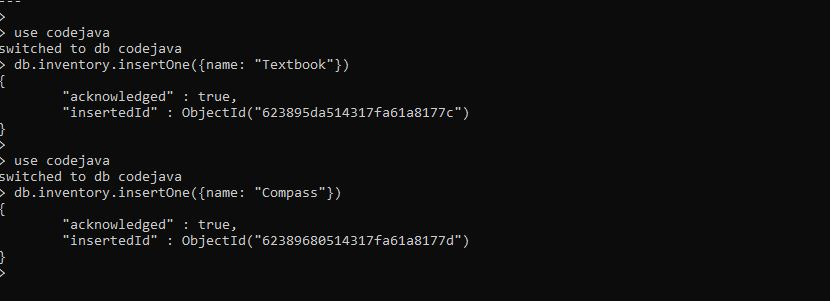 ---
>
> use codejava
switched to db codejava
> db.inventory.insertOne({name: "Textbook"})
{
        "acknowledged" : true,
        "insertedId" : ObjectId("623895da514317fa61a8177c")
}
>
> use codejava
switched to db codejava
> db.inventory.insertOne({name: "Compass"})
{
        "acknowledged" : true,
        "insertedId" : ObjectId("62389680514317fa61a8177d")
}
>